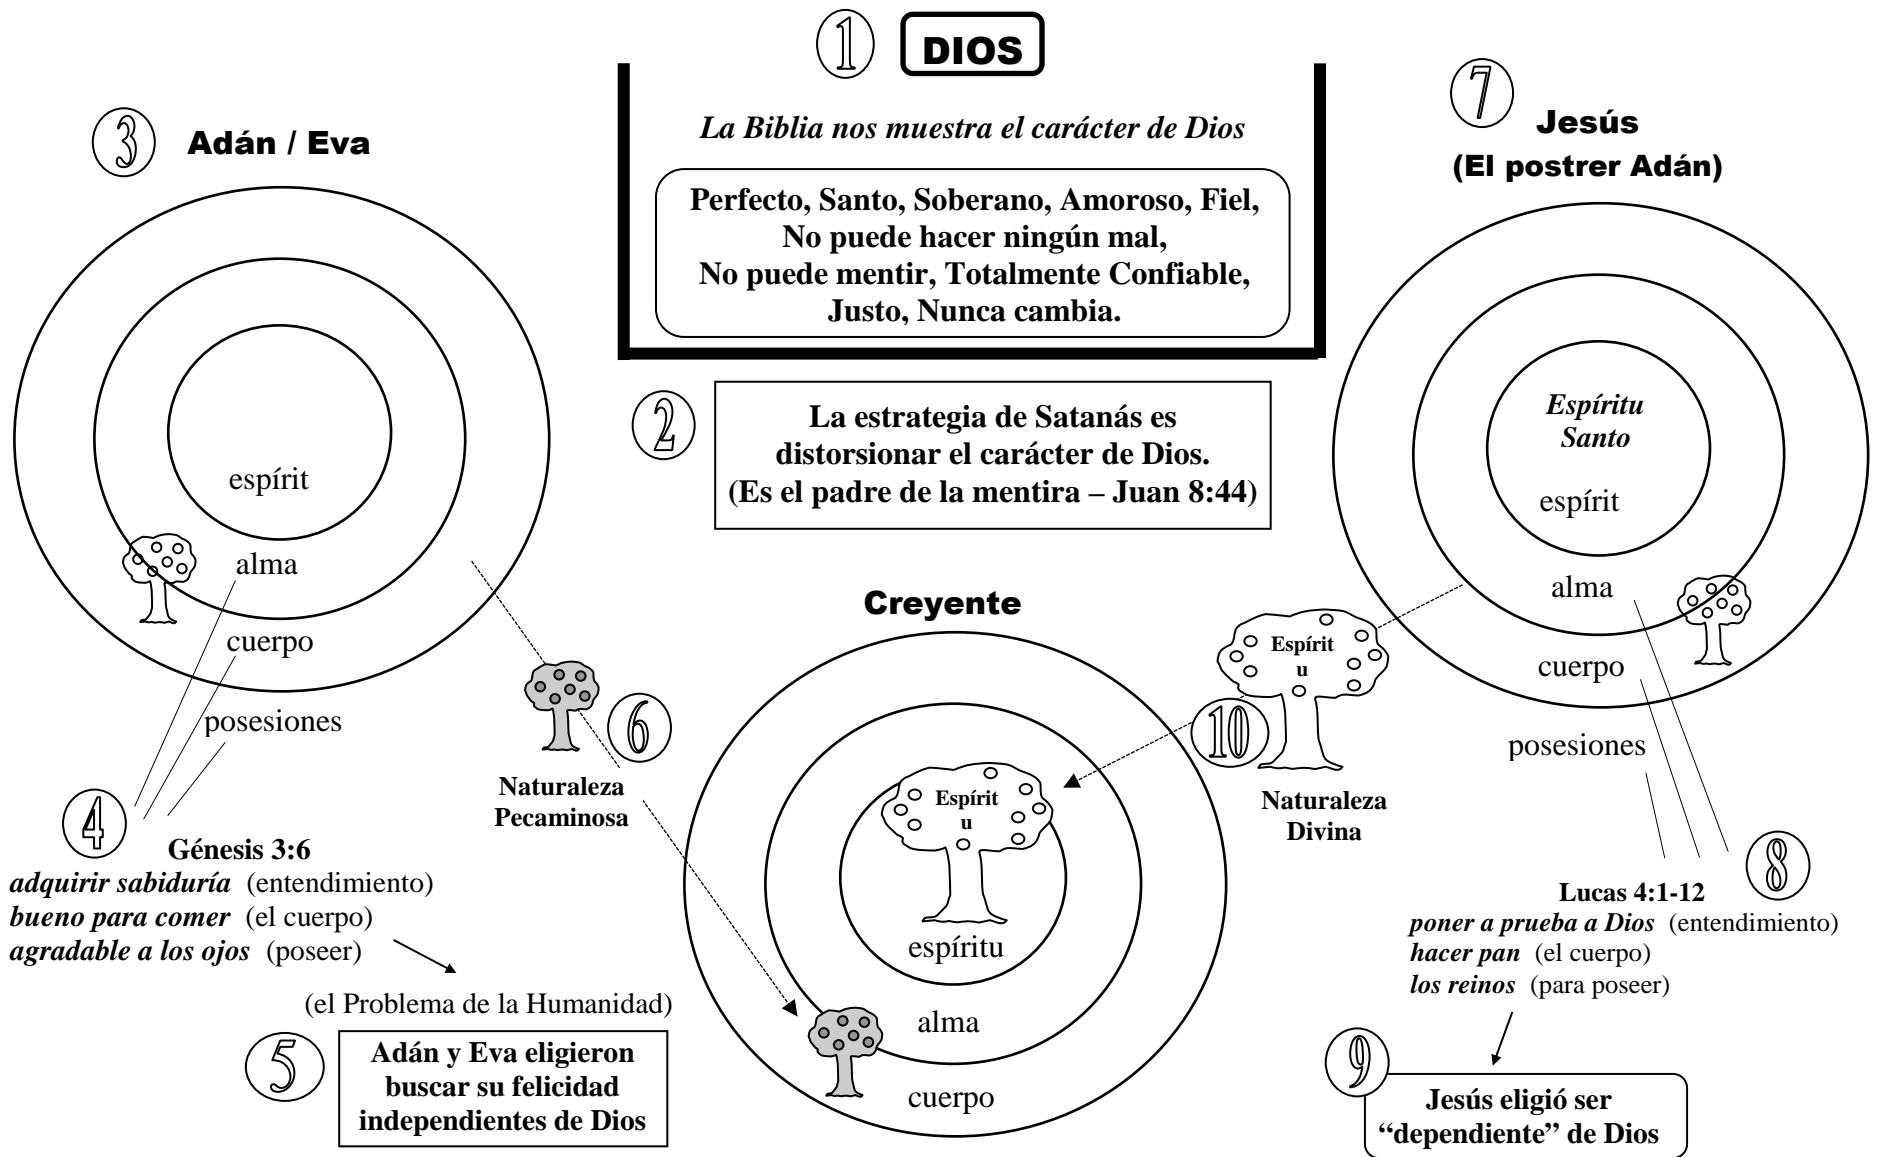 1
DIOS
La Biblia nos muestra el carácter de Dios
Perfecto, Santo, Soberano, Amoroso, Fiel,
No puede hacer ningún mal,
No puede mentir, Totalmente Confiable,
Justo, Nunca cambia.
2
La estrategia de Satanás es
distorsionar el carácter de Dios.
(Es el padre de la mentira – Juan 8:44)
3
Adán / Eva
espírit
alma
cuerpo
posesiones
4
Génesis 3:6
adquirir sabiduría (entendimiento)
bueno para comer (el cuerpo)
agradable a los ojos (poseer)
(el Problema de la Humanidad)
5
Adán y Eva eligieron
buscar su felicidad
independientes de Dios
6
Naturaleza
Pecaminosa
Creyente
Espírit
u
espíritu
alma
cuerpo
7
Jesús
(El postrer Adán)
Espíritu
Santo
espírit
alma
cuerpo
posesiones
8
Lucas 4:1-12
poner a prueba a Dios (entendimiento)
hacer pan (el cuerpo)
los reinos (para poseer)
9
Jesús eligió ser
“dependiente” de Dios
10
Espírit
u
Naturaleza
Divina